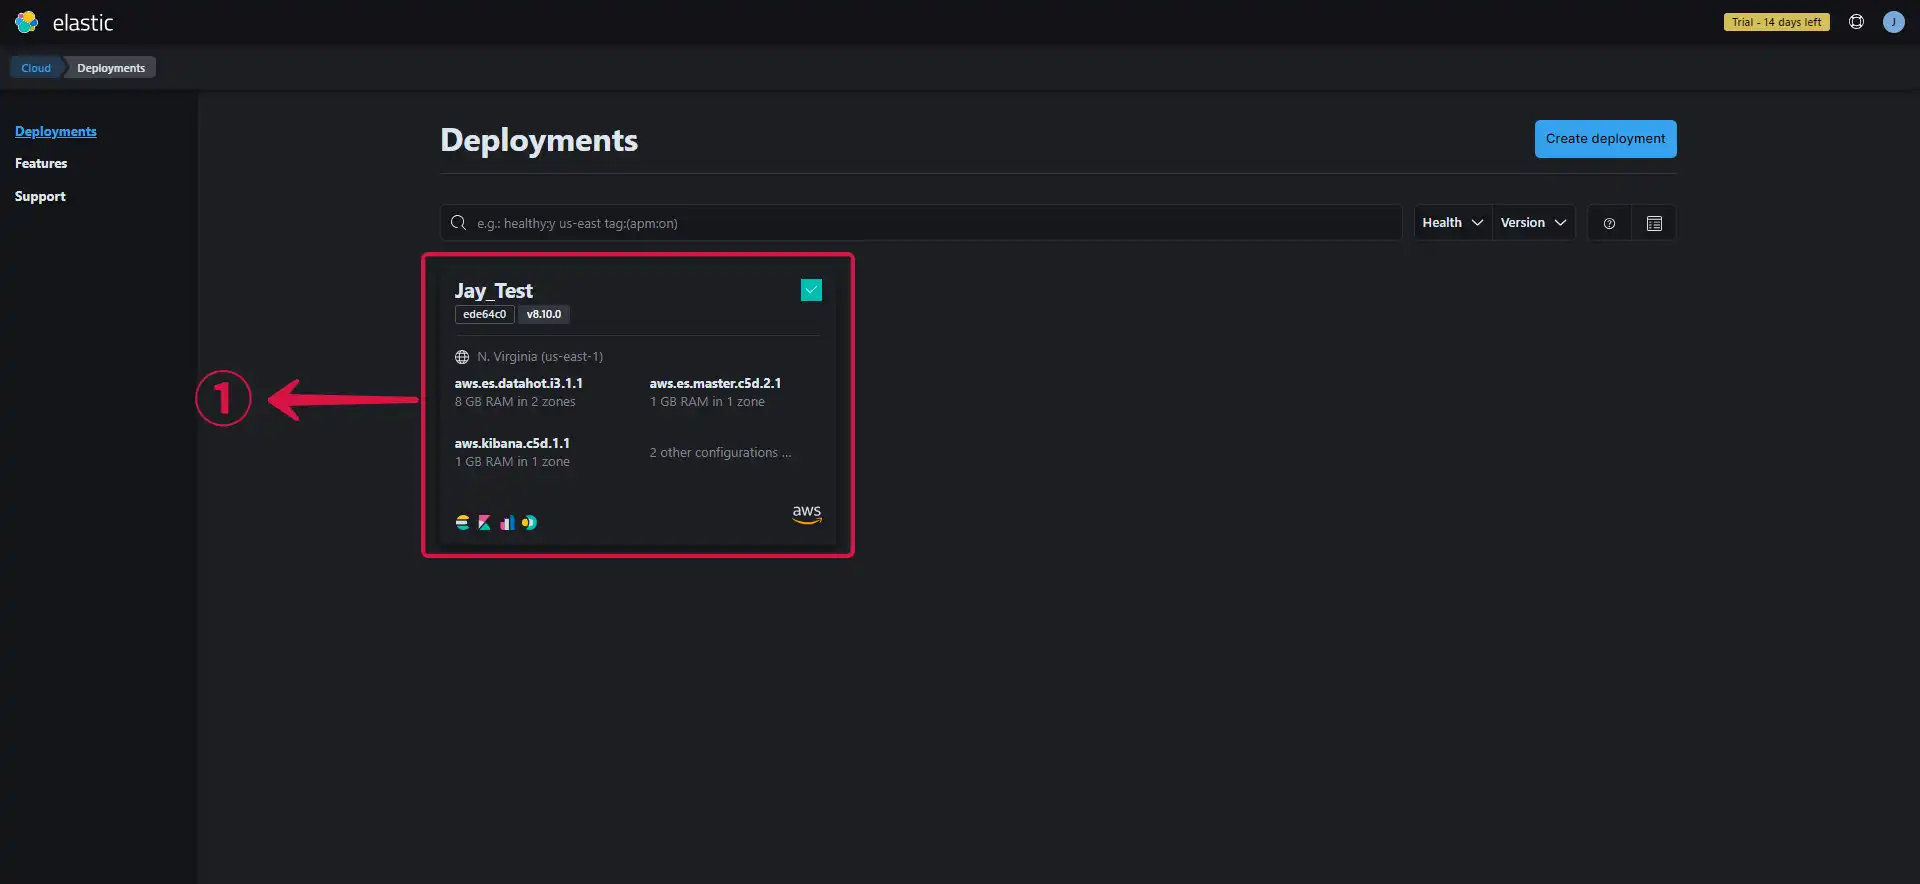 elastic
Trial - 14 days left
J
Cloud
Deployments
Deployments
Features
Support
Deployments
Create deployment
e.g.: healthy:y us-east tag:(apm:on)
Health
Version
Jay_Test
ede64c0
v8.10.0
N. Virginia (us-east-1)
aws.es.datahot.i3.1.1
8 GB RAM in 2 zones
aws.es.master.c5d.2.1
1 GB RAM in 1 zone
aws.kibana.c5d.1.1
1 GB RAM in 1 zone
2 other configurations ...
aws
1